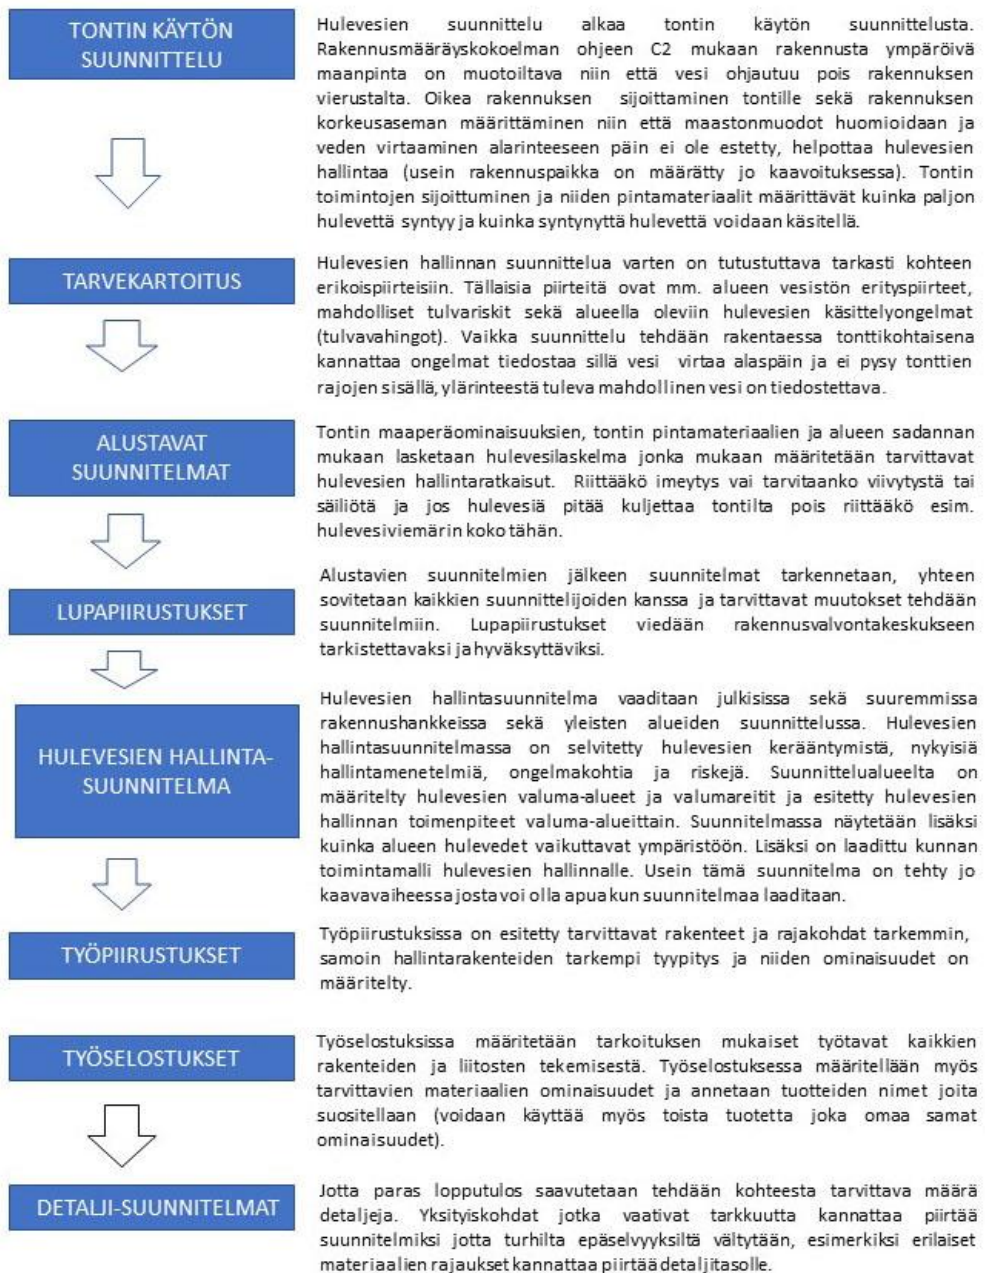 TONTIN KÄYTÖN
SUUNNITTELU
Hulevesien suunnittelu alkaa tontin käytön suunnittelusta.
Rakennusmääräyskokoelman ohjeen C2 mukaan rakennusta ympäröivä
maanpinta on muotoiltava niin että vesi ohjautuu pois rakennuksen
vierustalta. Oikea rakennuksen sijoittaminen tontille sekä rakennuksen
korkeusaseman määrittäminen niin että maastonmuodot huomioidaan ja
veden virtaaminen alarinteeseen päin ei ole estetty, helpottaa hulevesien
hallintaa (usein rakennuspaikka on määrätty jo kaavoituksessa). Tontin
toimintojen sijoittuminen ja niiden pintamateriaalit määrittävät kuinka paljon
hulevettä syntyy ja kuinka syntynyttä hulevettä voidaan käsitellä.
TARVEKARTOITUS
Hulevesien hallinnan suunnittelua varten on tutustuttava tarkasti kohteen
erikoispiirteisiin. Tällaisia piirteitä ovat mm. alueen vesistön erityspiirteet,
mahdolliset tulvariskit sekä alueella oleviin hulevesien käsittelyongelmat
(tulvavahingot). Vaikka suunnittelu tehdään rakentaessa tonttikohtaisena
kannattaa ongelmat tiedostaa sillä vesi virtaa alaspäin ja ei pysy tonttien
rajojen sisällä, ylärinteestä tuleva mahdollinen vesi on tiedostettava.
ALUSTAVAT
SUUNNITELMAT
Tontin maaperäominaisuuksien, tontin pintamateriaalien ja alueen sadannan
mukaan lasketaan hulevesilaskelma jonka mukaan määritetään tarvittavat
hulevesien hallintaratkaisut. Riittääkö imeytys vai tarvitaanko viivytystä tai
säiliötä ja jos hulevesiä pitää kuljettaa tontilta pois riittääkö esim.
hulevesiviemärin koko tähän.
LUPAPIIRUSTUKSET
Alustavien suunnitelmien jälkeen suunnitelmat tarkennetaan, yhteen
sovitetaan kaikkien suunnittelijoiden kanssa ja tarvittavat muutokset tehdään
suunnitelmiin. Lupapiirustukset viedään rakennusvalvontakeskukseen
tarkistettavaksi ja hyväksyttäviksi.
HULEVESIEN HALLINTA-
SUUNNITELMA
Hulevesien hallintasuunnitelma vaaditaan julkisissa sekä suuremmissa
rakennushankkeissa sekä yleisten alueiden suunnittelussa. Hulevesien
hallintasuunnitelmassa on selvitetty hulevesien kerääntymistä, nykyisiä
hallintamenetelmiä, ongelmakohtia ja riskejä. Suunnittelualueelta on
määritelty hulevesien valuma-alueet ja valumareitit ja esitetty hulevesien
hallinnan toimenpiteet valuma-alueittain. Suunnitelmassa näytetään lisäksi
kuinka alueen hulevedet vaikuttavat ympäristöön. Lisäksi on laadittu kunnan
toimintamalli hulevesien hallinnalle. Usein tämä suunnitelma on tehty jo
kaavavaiheessa josta voi olla apua kun suunnitelmaa laaditaan.
TYÖPIIRUSTUKSET
Työpiirustuksissa on esitetty tarvittavat rakenteet ja rajakohdat tarkemmin,
samoin hallintarakenteiden tarkempi tyypitys ja niiden ominaisuudet on
määritelty.
TYÖSELOSTUKSET
Työselostuksissa määritetään tarkoituksen mukaiset työtavat kaikkien
rakenteiden ja liitosten tekemisestä. Työselostuksessa määritellään myös
tarvittavien materiaalien ominaisuudet ja annetaan tuotteiden nimet joita
suositellaan (voidaan käyttää myös toista tuotetta joka omaa samat
ominaisuudet).
DETALJI-SUUNNITELMAT
Jotta paras lopputulos saavutetaan tehdään kohteesta tarvittava määrä
detaljeja. Yksityiskohdat jotka vaativat tarkkuutta kannattaa piirtää
suunnitelmiksi jotta turhilta epäselvyyksiltä vältytään, esimerkiksi erilaiset
materiaalien rajaukset kannattaa piirtää detaljitasolle.